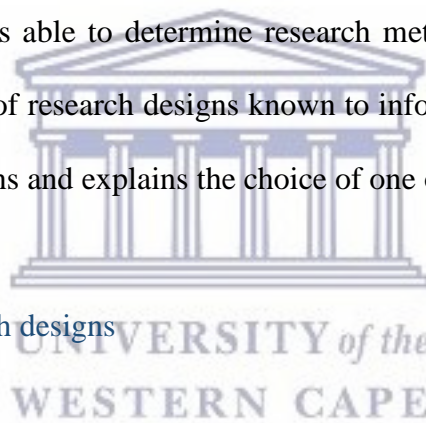 s able to determine research met
of research designs known to info
ns and explains the choice of one
h designs
UNIVERSITY of the
WESTERN CAPE